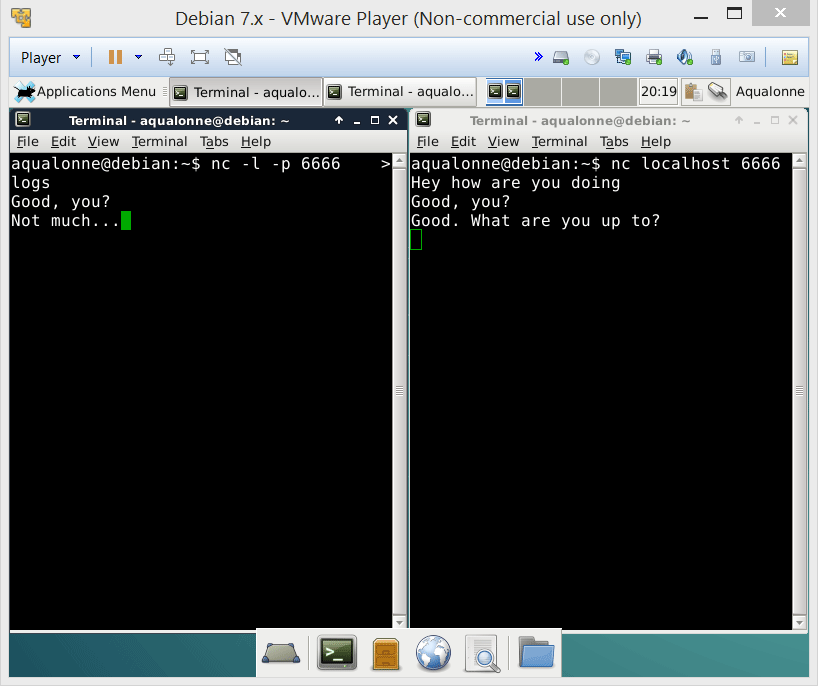 Debian 7.x - VMware Player (Non-commercial use only)
Player
Applications Menu
Terminal - aqualo...
Terminal - aqualo...
20:19
Aqualonne
Terminal - aqualonne@debian: ~
File Edit View Terminal Tabs Help
aqualonne@debian:~$ nc -l -p 6666    >
logs
Good, you?
Not much...
Terminal - aqualonne@debian: ~
File Edit View Terminal Tabs Help
aqualonne@debian:~$ nc localhost 6666
Hey how are you doing
Good, you?
Good. What are you up to?